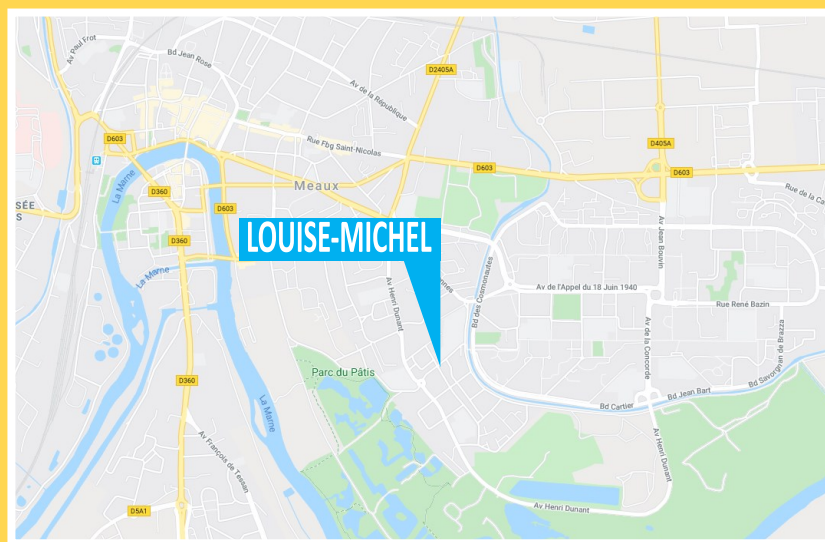 Av Paul Frot
Bd Jean Rose
D2405A
Av de la République
D603
Rue Fbg Saint-Nicolas
D405A
D603
D603
La Marne
D360
Meaux
Rue de la Ca
SÉE
S
D603
D360
LOUISE-MICHEL
Av Jean Bouvin
La Marne
Av Henri Dunant
nnes
Bd des Cosmonautes
Av de l'Appel du 18 Juin 1940
Rue René Bazin
Av de la Concorde
Bd Savorgnan de Brazza
Parc du Pâtis
D360
Bd Jean Bart
Bd Cartier
La Marne
Av François de Tessan
Av Henri Dunant
Av Henri Dunant
D5A1